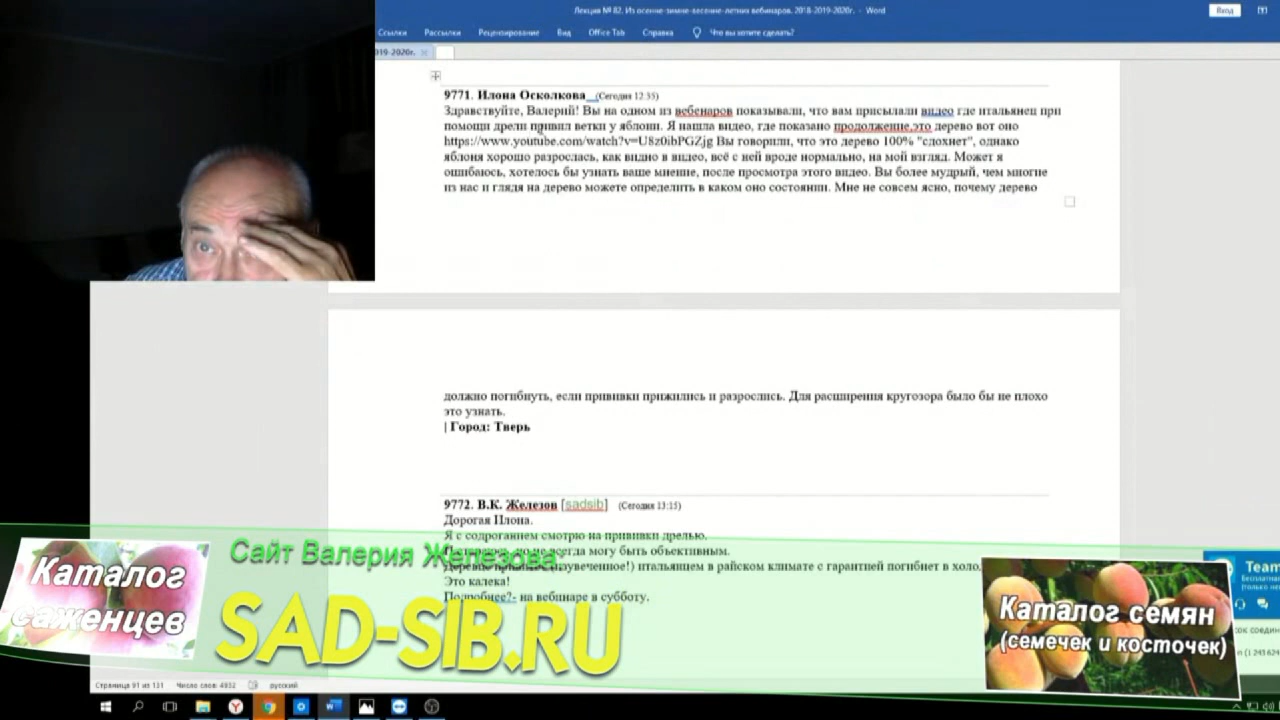 Лекция № 82. Из осенне-зимне-весенне-летних вебинаров. 2018-2019-2020г. - Word
Вход
Ссылки Рассылки Рецензирование Вид Office Tab Справка Что вы хотите сделать?
019-2020г.
9771. Илона Осколкова (Сегодня 12:35)
Здравствуйте, Валерий! Вы на одном из вебенаров показывали, что вам присылали видео где итальянец при
помощи дрели привил ветки у яблони. Я нашла видео, где показано продолжение,это дерево вот оно
https://www.youtube.com/watch?v=U8z0ibPGZjg Вы говорили, что это дерево 100% "сдохнет", однако
яблоня хорошо разрослась, как видно в видео, всё с ней вроде нормально, на мой взгляд. Может я
ошибаюсь, хотелось бы узнать ваше мнение, после просмотра этого видео. Вы более мудрый, чем многие
из нас и глядя на дерево можете определить в каком оно состоянии. Мне не совсем ясно, почему дерево
должно погибнуть, если прививки прижились и разрослись. Для расширения кругозора было бы не плохо
это узнать.
| Город: Тверь
9772. В.К. Железов [sadsib] (Сегодня 13:15)
Дорогая Илона.
Я с содроганием смотрю на прививки дрелью.
всегда могу быть объективным.
(изувеченное!) итальянцем в райском климате с гарантией погибнет в холо
Это калека!
Подробнее?- на вебинаре в субботу.
Сайт Валерия Железова:
SAD-SIB.RU
Каталог
саженцев
Каталог семян
(семечек и косточек)
Team
Бесплатна
(только не
Страница 91 из 131 Число слов: 4932 русский